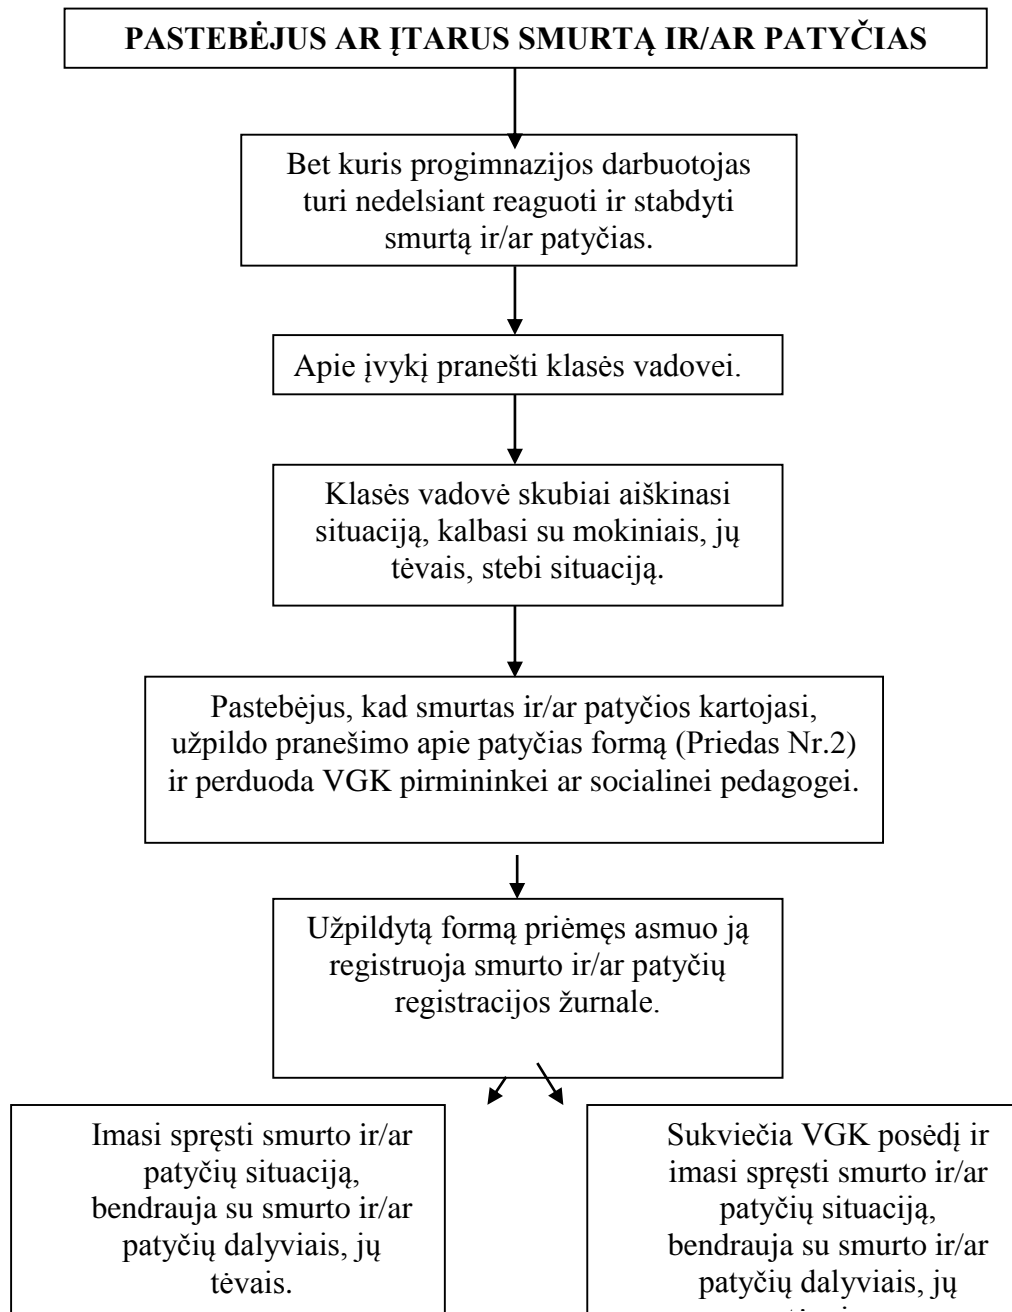 PASTEBĖJUS AR ĮTARUS SMURTĄ IR/AR PATYČIAS
Bet kuris progimnazijos darbuotojas
turi nedelsiant reaguoti ir stabdyti
smurtą ir/ar patyčias.
Apie įvykį pranešti klasės vadovei.
Klasės vadovė skubiai aiškinasi
situaciją, kalbasi su mokiniais, jų
tėvais, stebi situaciją.
Pastebėjus, kad smurtas ir/ar patyčios kartojasi,
užpildo pranešimo apie patyčias formą (Priedas Nr.2)
ir perduoda VGK pirmininkei ar socialinei pedagogei.
Užpildytą formą priėmęs asmuo ją
registruoja smurto ir/ar patyčių
registracijos žurnale.
Imasi spręsti smurto ir/ar
patyčių situaciją,
bendrauja su smurto ir/ar
patyčių dalyviais, jų
tėvais.
Sukviečia VGK posėdį ir
imasi spręsti smurto ir/ar
patyčių situaciją,
bendrauja su smurto ir/ar
patyčių dalyviais, jų